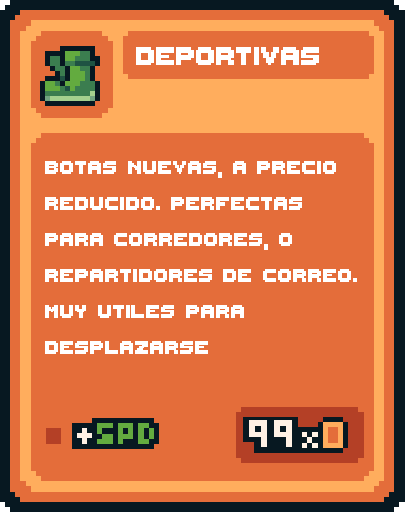 DEPORTIVAS
BOTAS NUEVAS, A PRECIO
REDUCIDO. PERFECTAS
PARA CORREDORES, O
REPARTIDORES DE CORREO.
MUY UTILES PARA
DESPLAZARSE
+SPD
99x